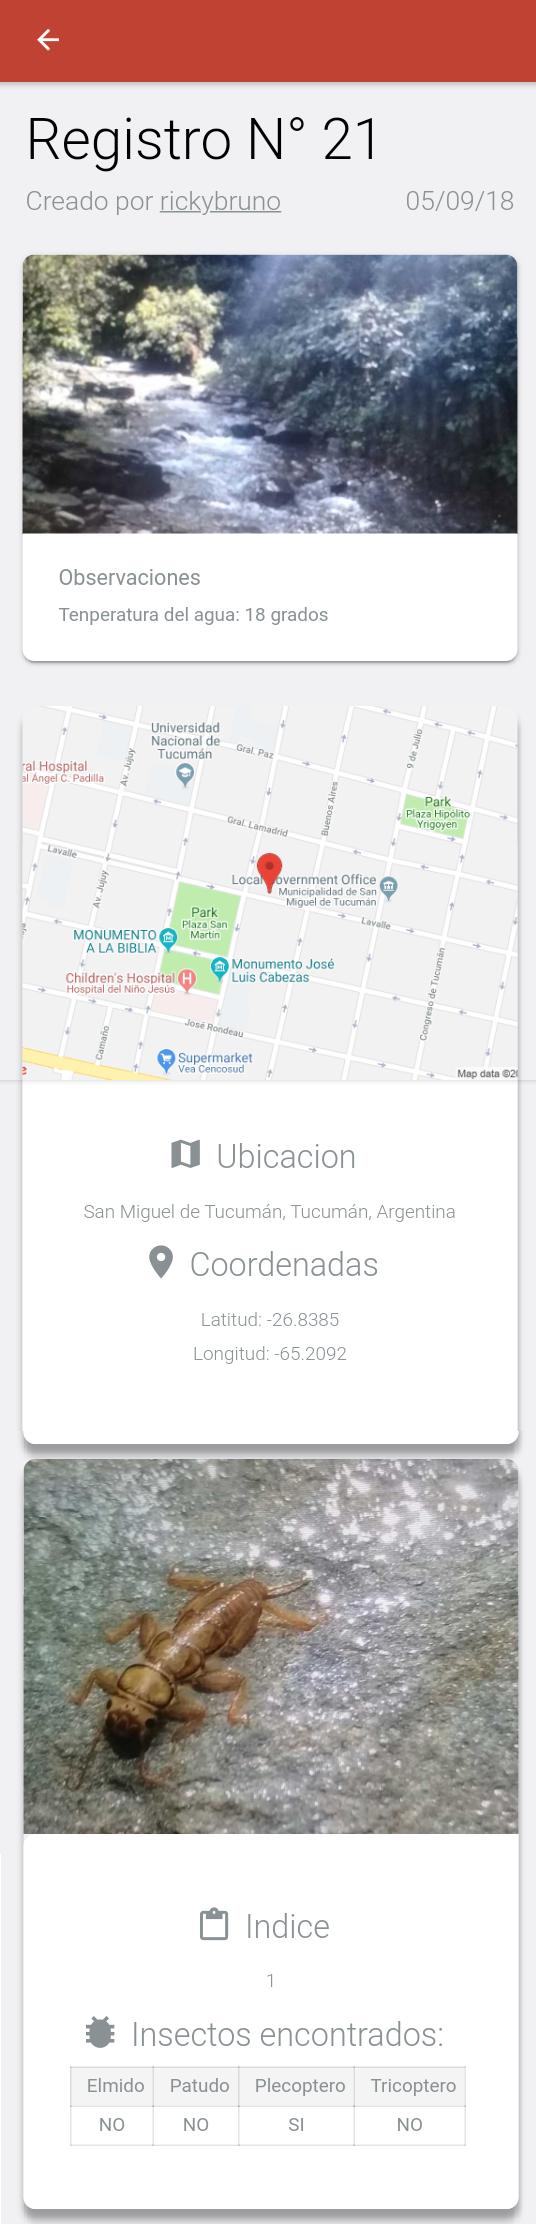 Registro N° 21
Creado por rickybruno 05/09/18
Observaciones
Tenperatura del agua: 18 grados
Universidad
Nacional de
Tucumán
Gral. Paz
9 de Julio
ral Hospital
al Ángel C. Padilla
Av. Jujuy
Buenos Aires
Park
Plaza Hipólito
Yrigoyen
Gral. Lamadrid
Lavalle
Local Government Office
Municipalidad de San
Miguel de Tucumán
Av. Jujuy
Park
Plaza San
Martín
Lavalle
MONUMENTO
A LA BIBLIA
Monumento José
Luis Cabezas
Children's Hospital
Hospital del Niño Jesús
Congreso de Tucumán
José Rondeau
Camaño
Supermarket
Vea Cencosud
e
Map data ©20
Ubicacion
San Miguel de Tucumán, Tucumán, Argentina
Coordenadas
Latitud: -26.8385
Longitud: -65.2092
Indice
1
Insectos encontrados:
Elmido Patudo Plecoptero Tricoptero
NO NO SI NO